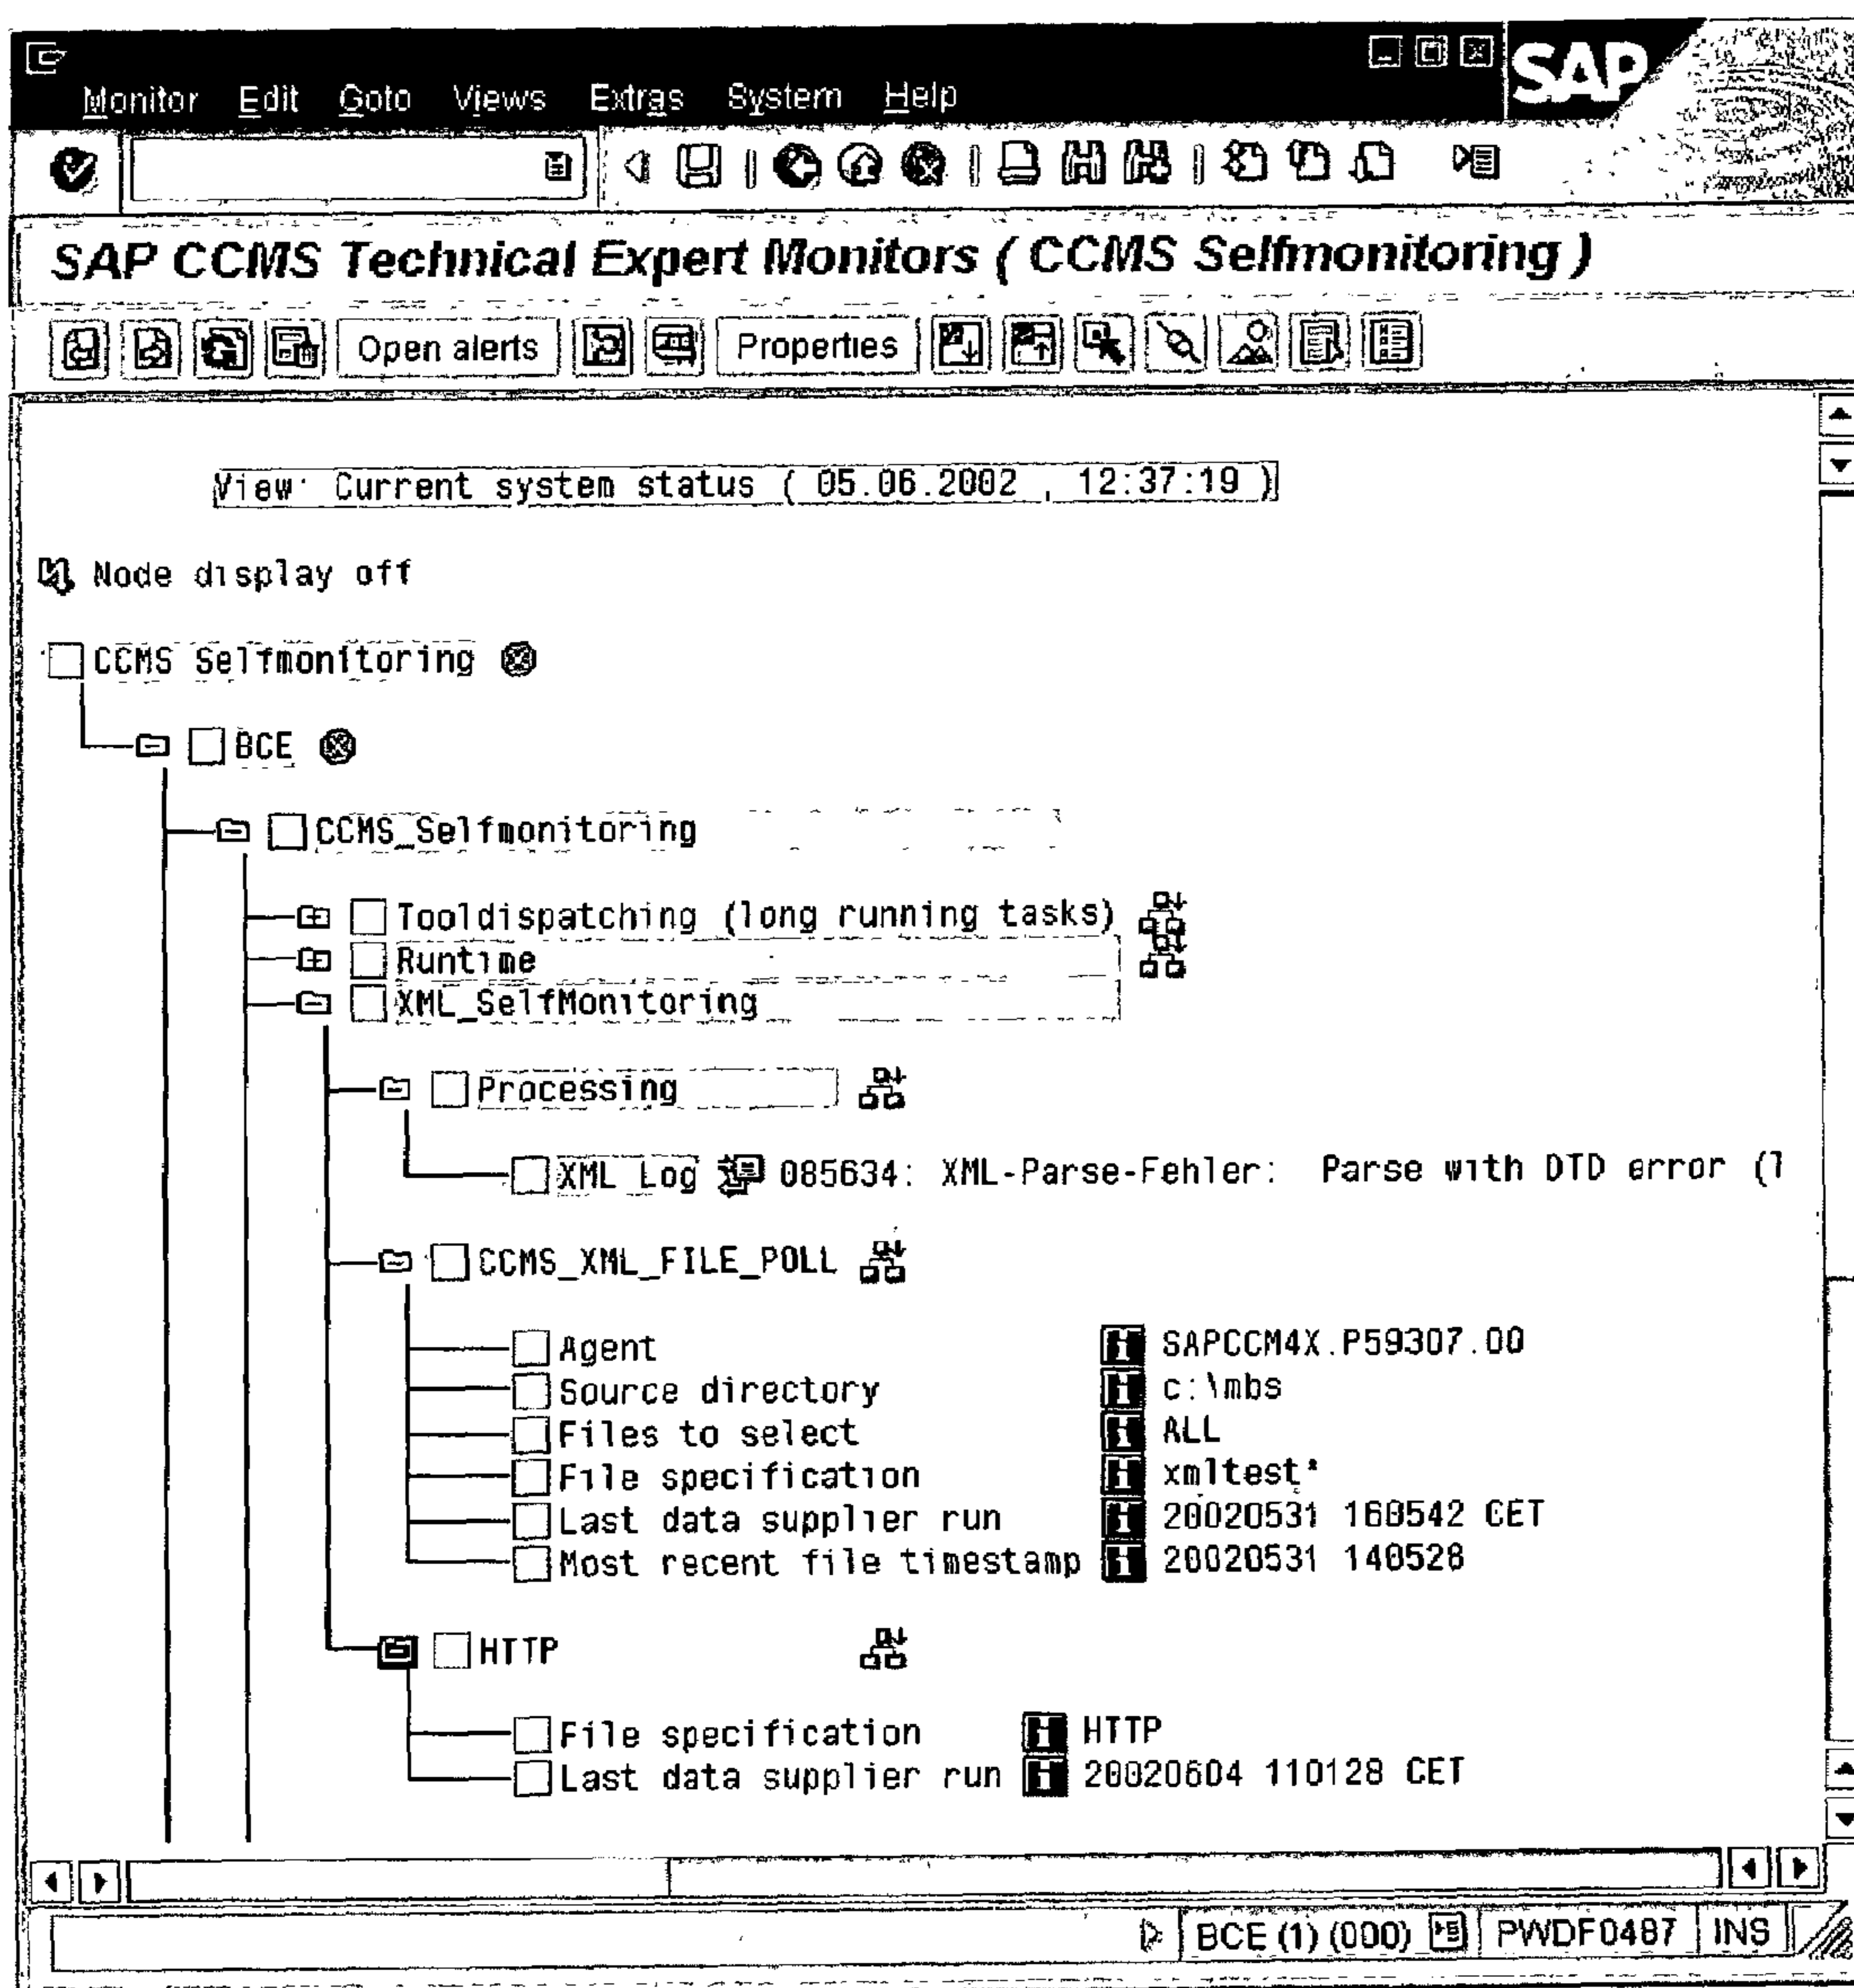 SAP
Monitor Edit Goto Views Extras System Help
SAP CCMS Technical Expert Monitors ( CCMS Selfmonitoring )
Open alerts Properties
View: Current system status ( 05.06.2002 , 12:37:19 )
Node display off
CCMS Selfmonitoring
BCE
CCMS_Selfmonitoring
Tooldispatching (long running tasks)
Runtime
XML_SelfMonitoring
Processing
XML Log 085634: XML-Parse-Fehler: Parse with DTD error (l
CCMS_XML_FILE_POLL
Agent SAPCCM4X.P59307.00
Source directory c:\mbs
Files to select ALL
File specification xmltest*
Last data supplier run 20020531 160542 CET
Most recent file timestamp 20020531 140528
HTTP
File specification HTTP
Last data supplier run 20020604 110128 CET
BCE (1) (000) PWDF0487 INS